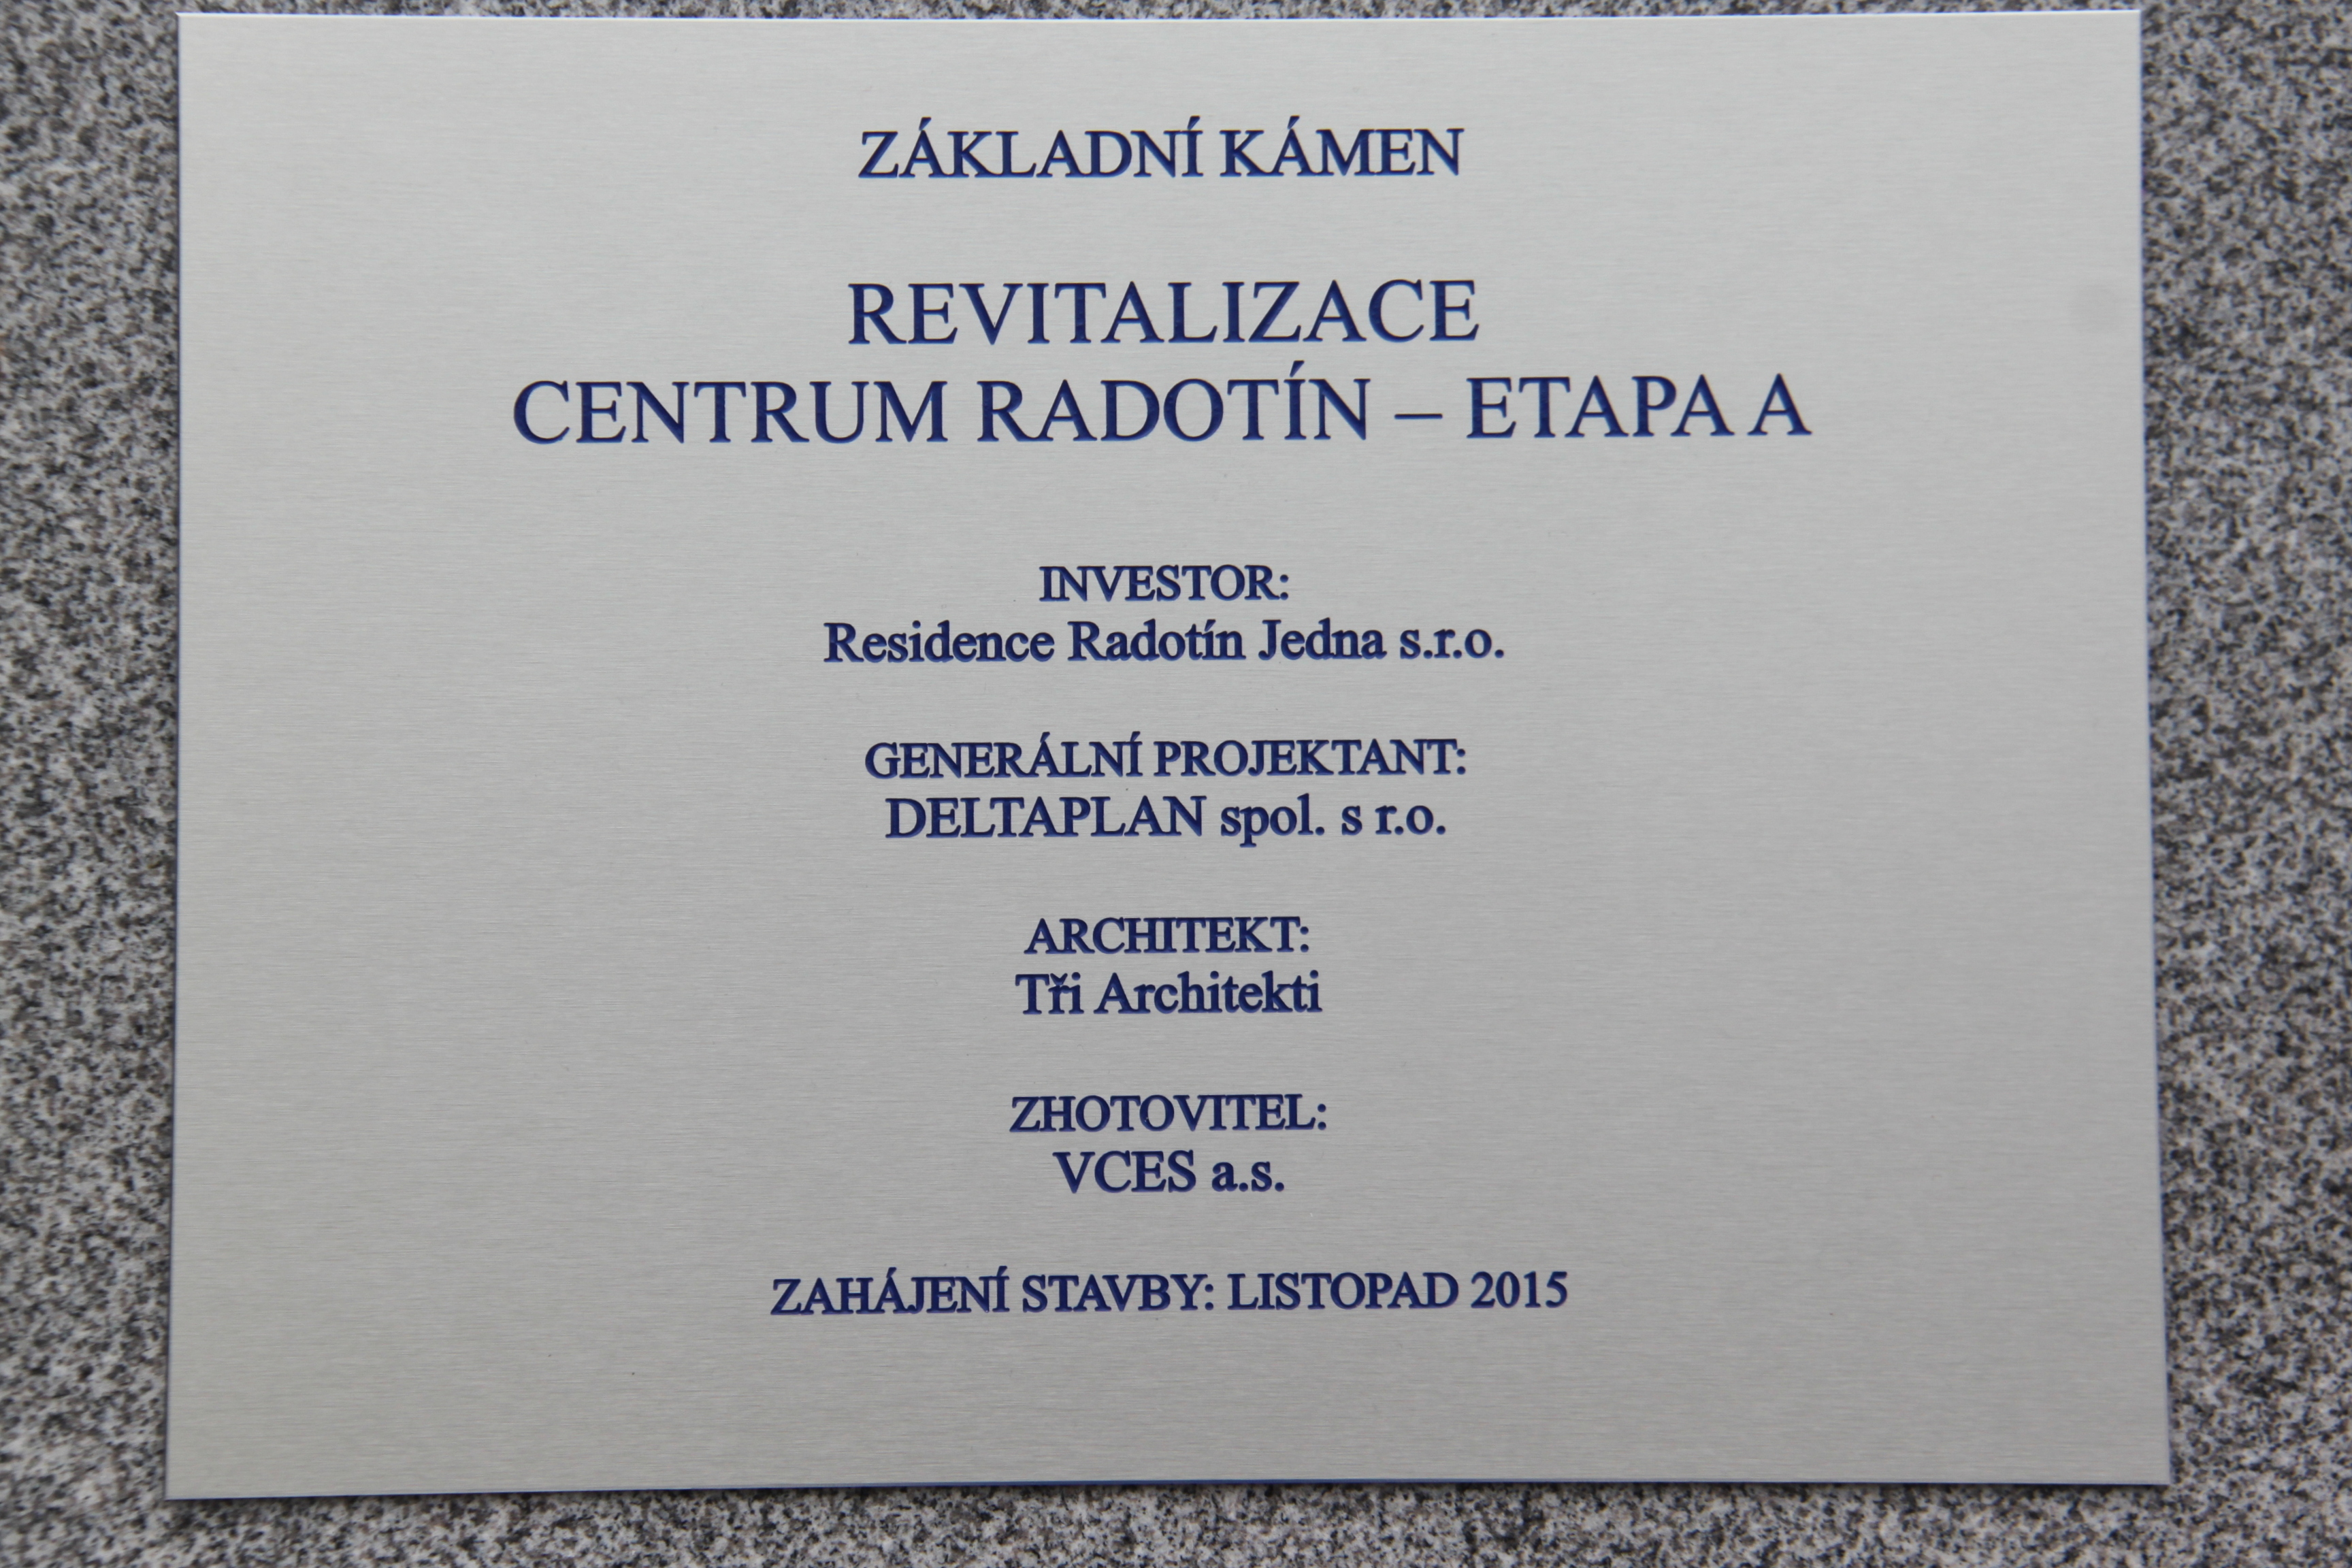 ZÁKLADNÍ KÁMEN
REVITALIZACE
CENTRUM RADOTÍN – ETAPA A
INVESTOR:
Residence Radotín Jedna s.r.o.
GENERÁLNÍ PROJEKTANT:
DELTAPLAN spol. s r.o.
ARCHITEKT:
Tři Architekti
ZHOTOVITEL:
VCES a.s.
ZAHÁJENÍ STAVBY: LISTOPAD 2015